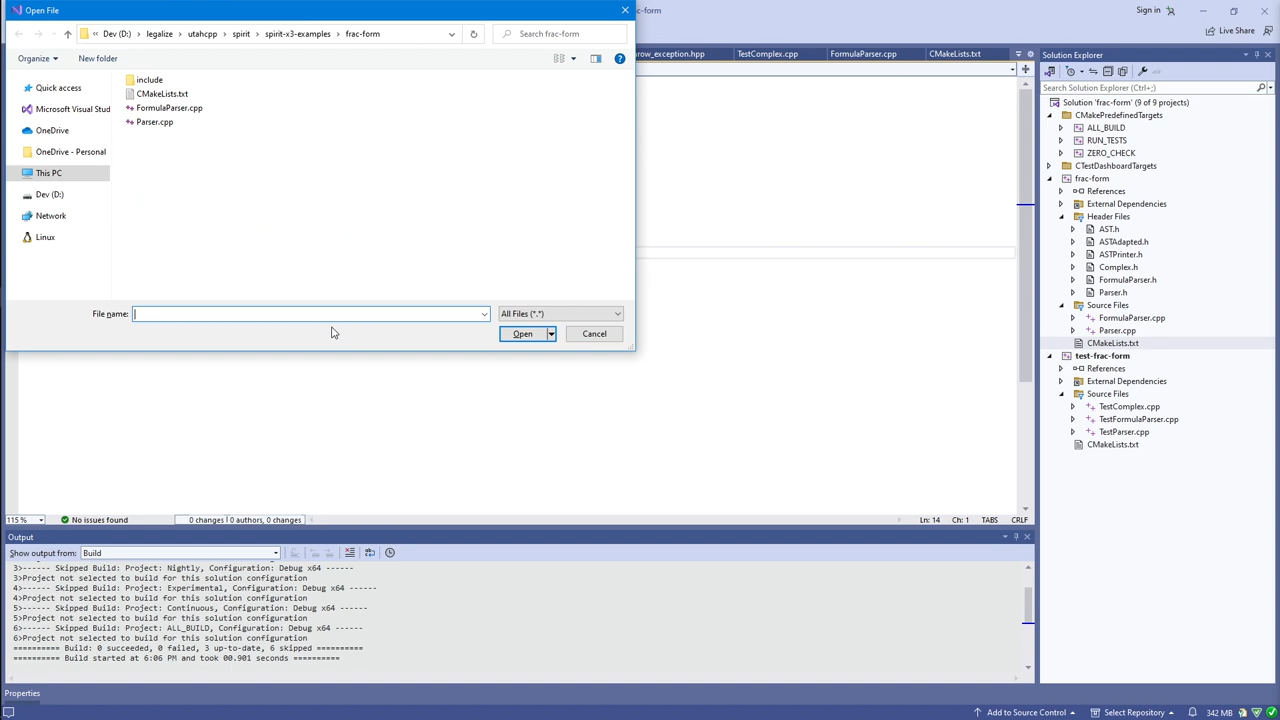 Open File
-form
Sign in
« Dev (D:) > legalize > utahcpp > spirit > spirit-x3-examples > frac-form
Search frac-form
Live Share
Organize
New folder
row_exception.hpp
TestComplex.cpp
FormulaParser.cpp
CMakeLists.txt
Solution Explorer
Quick access
Microsoft Visual Stud
OneDrive
OneDrive - Personal
This PC
Dev (D:)
Network
Linux
include
CMakeLists.txt
FormulaParser.cpp
Parser.cpp
File name:
All Files (*.*)
Open
Cancel
Search Solution Explorer (Ctrl+;)
Solution 'frac-form' (9 of 9 projects)
CMakePredefinedTargets
ALL_BUILD
RUN_TESTS
ZERO_CHECK
CTestDashboardTargets
frac-form
References
External Dependencies
Header Files
AST.h
ASTAdapted.h
ASTPrinter.h
Complex.h
FormulaParser.h
Parser.h
Source Files
FormulaParser.cpp
Parser.cpp
CMakeLists.txt
test-frac-form
References
External Dependencies
Source Files
TestComplex.cpp
TestFormulaParser.cpp
TestParser.cpp
CMakeLists.txt
115 %
No issues found
0 changes | 0 authors, 0 changes
Ln: 14
Ch: 1
TABS
CRLF
Output
Show output from: Build
3>------ Skipped Build: Project: Nightly, Configuration: Debug x64 ------
3>Project not selected to build for this solution configuration
4>------ Skipped Build: Project: Experimental, Configuration: Debug x64 ------
4>Project not selected to build for this solution configuration
5>------ Skipped Build: Project: Continuous, Configuration: Debug x64 ------
5>Project not selected to build for this solution configuration
6>------ Skipped Build: Project: ALL_BUILD, Configuration: Debug x64 ------
6>Project not selected to build for this solution configuration
========== Build: 0 succeeded, 0 failed, 3 up-to-date, 6 skipped ==========
========== Build started at 6:06 PM and took 00.901 seconds ==========
Properties
Add to Source Control
Select Repository
342 MB